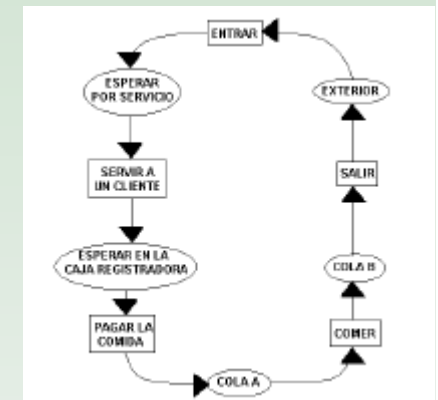 ENTRAR
ESPERAR
POR SERVICIO
EXTERIOR
SERVIR A
UN CLIENTE
SALIR
ESPERAR EN LA
CAJA REGISTRADORA
COLA B
PAGAR LA
COMIDA
COMER
COLA A